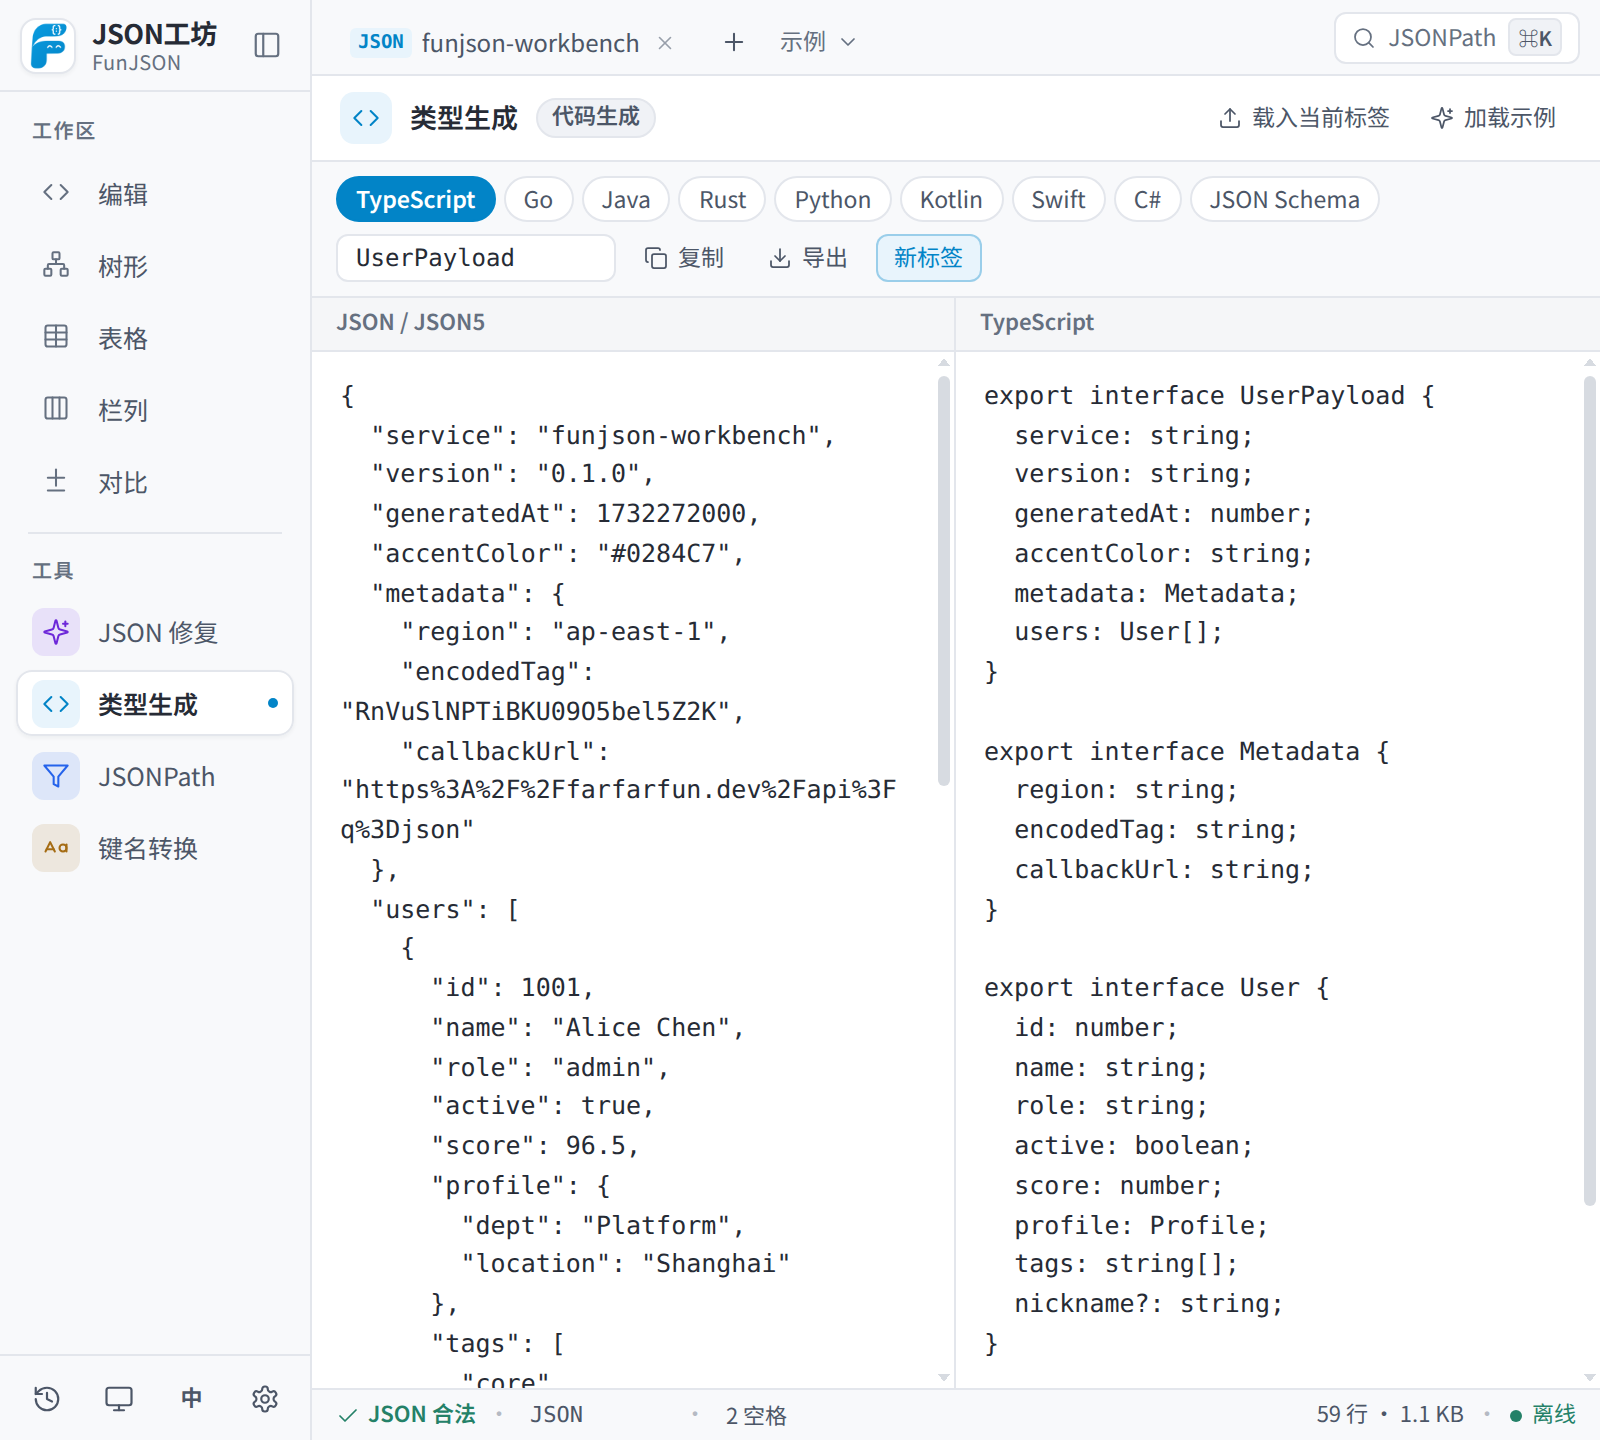 JSON工坊
FunJSON
工作区
编辑
树形
表格
栏列
对比
工具
JSON 修复
类型生成
JSONPath
Aa 键名转换
中
JSON funjson-workbench
示例
JSONPath ⌘K
类型生成 代码生成
载入当前标签 加载示例
TypeScript Go Java Rust Python Kotlin Swift C# JSON Schema
UserPayload 复制 导出 新标签
JSON / JSON5
{
  "service": "funjson-workbench",
  "version": "0.1.0",
  "generatedAt": 1732272000,
  "accentColor": "#0284C7",
  "metadata": {
    "region": "ap-east-1",
    "encodedTag":
"RnVuSlNPTiBKU09O5bel5Z2K",
    "callbackUrl":
"https%3A%2F%2Ffarfarfun.dev%2Fapi%3F
q%3Djson"
  },
  "users": [
    {
      "id": 1001,
      "name": "Alice Chen",
      "role": "admin",
      "active": true,
      "score": 96.5,
      "profile": {
        "dept": "Platform",
        "location": "Shanghai"
      },
      "tags": [
        "core"
TypeScript
export interface UserPayload {
  service: string;
  version: string;
  generatedAt: number;
  accentColor: string;
  metadata: Metadata;
  users: User[];
}
export interface Metadata {
  region: string;
  encodedTag: string;
  callbackUrl: string;
}
export interface User {
  id: number;
  name: string;
  role: string;
  active: boolean;
  score: number;
  profile: Profile;
  tags: string[];
  nickname?: string;
}
JSON 合法 • JSON • 2 空格
59 行 • 1.1 KB • 离线